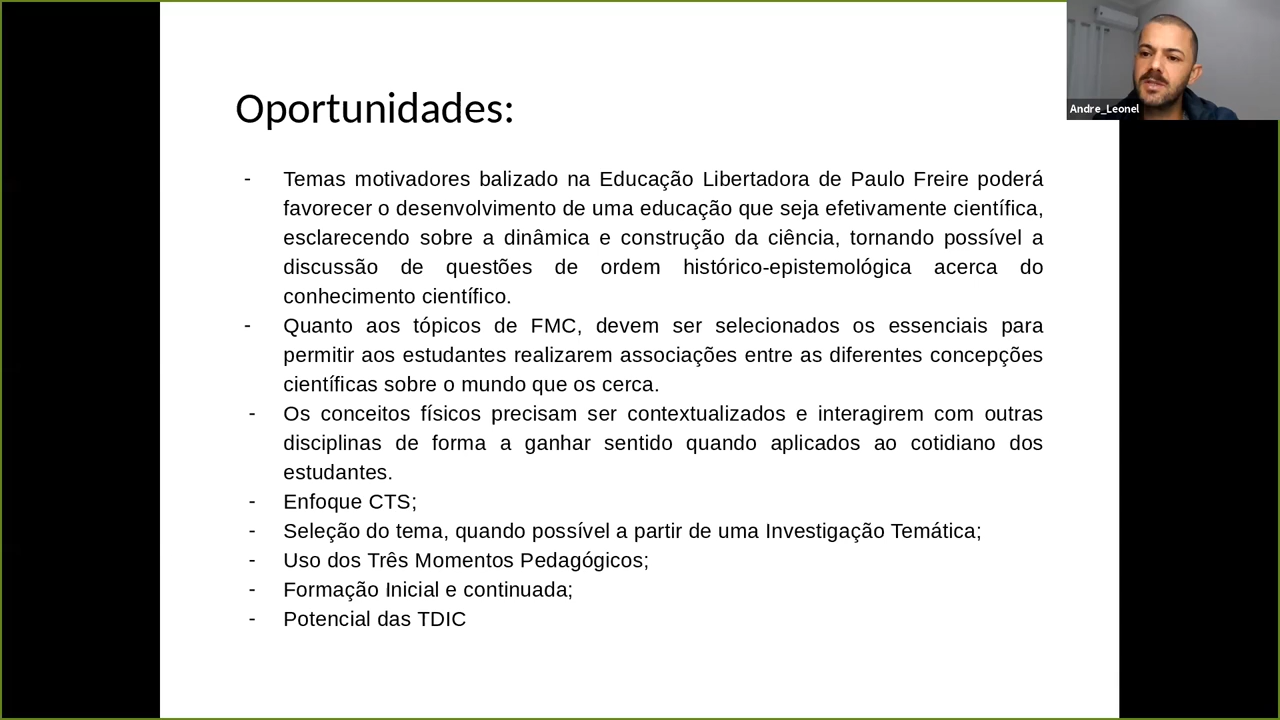 Andre_Leonel
Oportunidades:
- Temas motivadores balizado na Educação Libertadora de Paulo Freire poderá
favorecer o desenvolvimento de uma educação que seja efetivamente científica,
esclarecendo sobre a dinâmica e construção da ciência, tornando possível a
discussão de questões de ordem histórico-epistemológica acerca do
conhecimento científico.
- Quanto aos tópicos de FMC, devem ser selecionados os essenciais para
permitir aos estudantes realizarem associações entre as diferentes concepções
científicas sobre o mundo que os cerca.
- Os conceitos físicos precisam ser contextualizados e interagirem com outras
disciplinas de forma a ganhar sentido quando aplicados ao cotidiano dos
estudantes.
- Enfoque CTS;
- Seleção do tema, quando possível a partir de uma Investigação Temática;
- Uso dos Três Momentos Pedagógicos;
- Formação Inicial e continuada;
- Potencial das TDIC